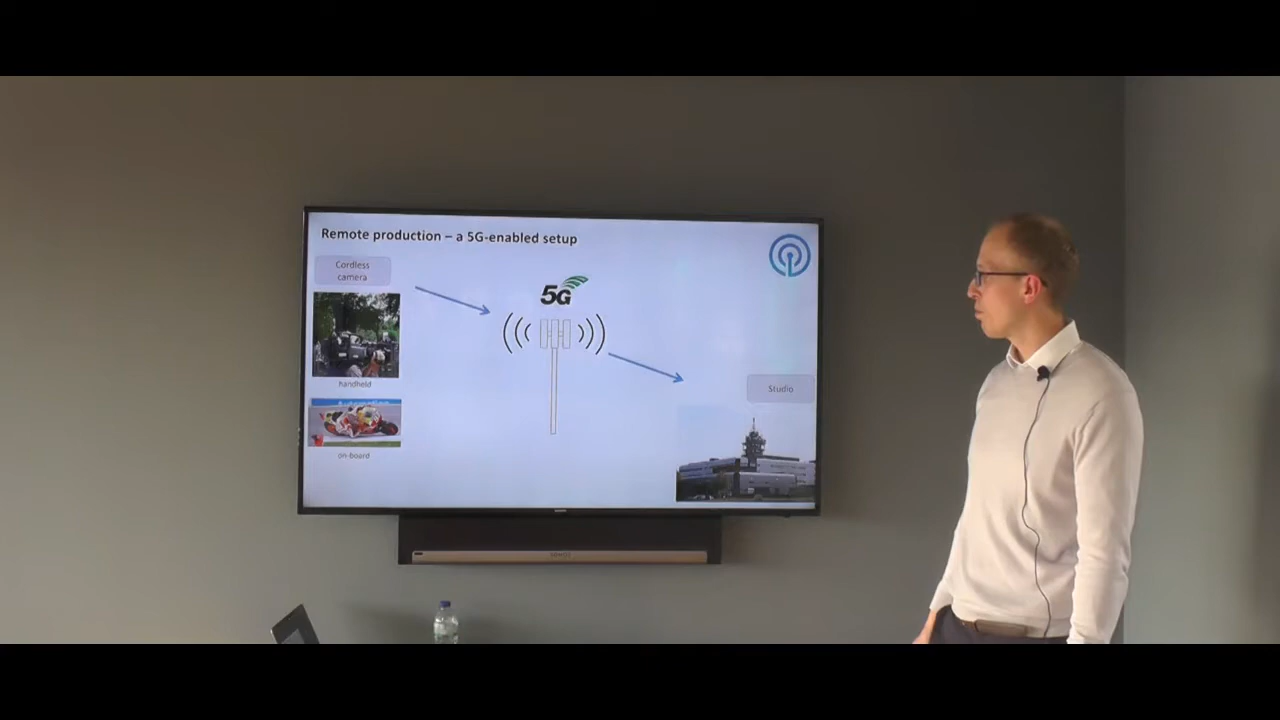 Remote production – a 5G-enabled setup
Cordless
camera
5G
handheld
on-board
Studio